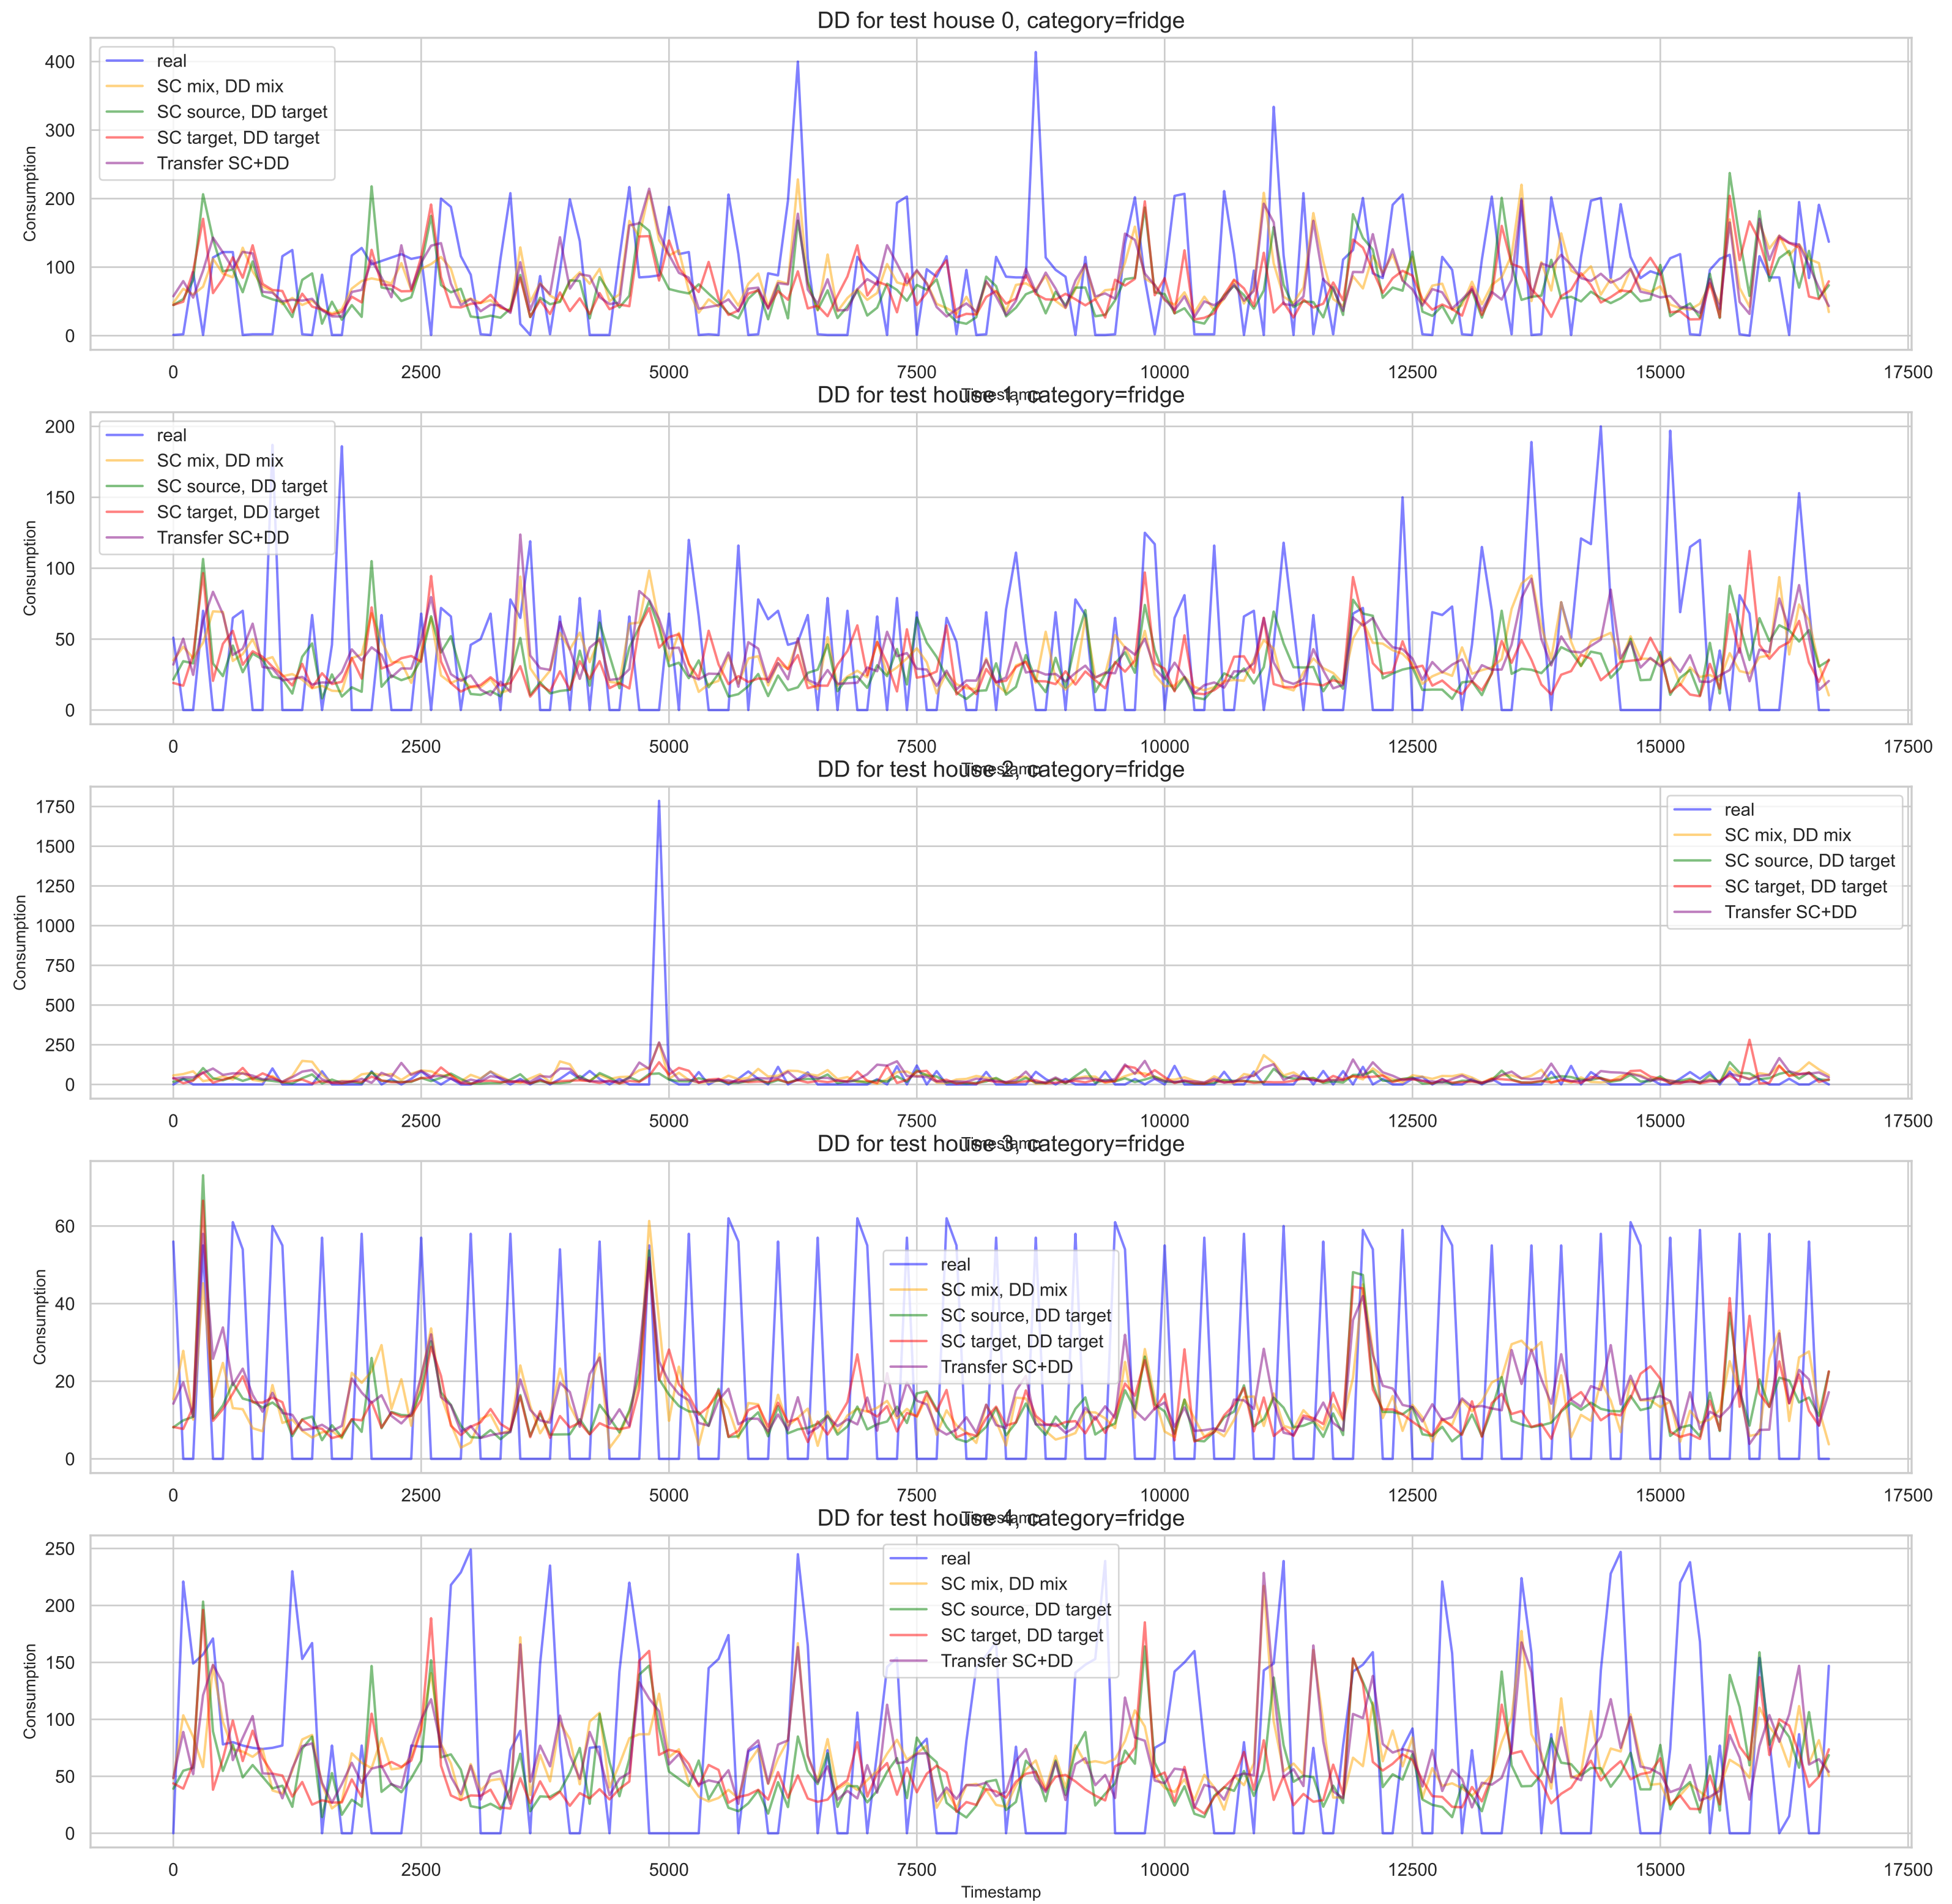 DD for test house 0, category=fridge
400
300
200
100
0
Consumption
real
SC mix, DD mix
SC source, DD target
SC target, DD target
Transfer SC+DD
0 2500 5000 7500 10000 12500 15000 17500
Timestamp
DD for test house 1, category=fridge
200
150
100
50
0
Consumption
real
SC mix, DD mix
SC source, DD target
SC target, DD target
Transfer SC+DD
0 2500 5000 7500 10000 12500 15000 17500
Timestamp
DD for test house 2, category=fridge
1750
1500
1250
1000
750
500
250
0
Consumption
real
SC mix, DD mix
SC source, DD target
SC target, DD target
Transfer SC+DD
0 2500 5000 7500 10000 12500 15000 17500
Timestamp
DD for test house 3, category=fridge
60
40
20
0
Consumption
real
SC mix, DD mix
SC source, DD target
SC target, DD target
Transfer SC+DD
0 2500 5000 7500 10000 12500 15000 17500
Timestamp
DD for test house 4, category=fridge
250
200
150
100
50
0
Consumption
real
SC mix, DD mix
SC source, DD target
SC target, DD target
Transfer SC+DD
0 2500 5000 7500 10000 12500 15000 17500
Timestamp